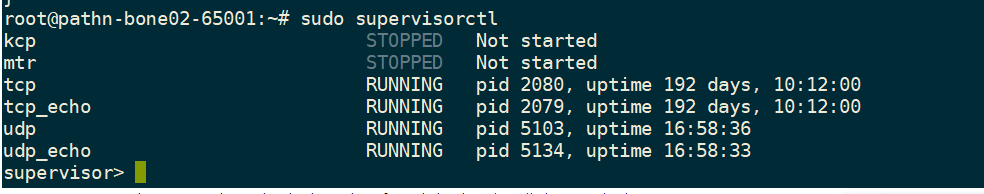 root@pathn-bone02-65001:~# sudo supervisorctl
kcp STOPPED Not started
mtr STOPPED Not started
tcp RUNNING pid 2080, uptime 192 days, 10:12:00
tcp_echo RUNNING pid 2079, uptime 192 days, 10:12:00
udp RUNNING pid 5103, uptime 16:58:36
udp_echo RUNNING pid 5134, uptime 16:58:33
supervisor>